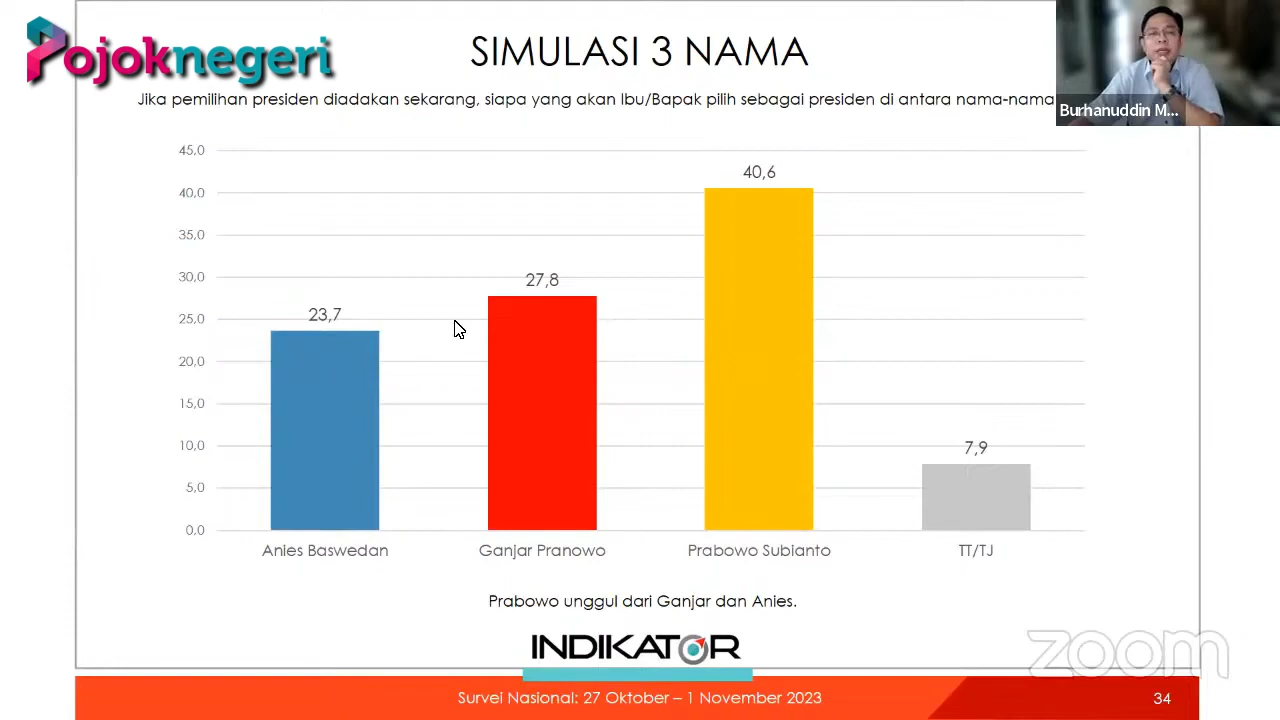 Pojoknegeri
SIMULASI 3 NAMA
Jika pemilihan presiden diadakan sekarang, siapa yang akan Ibu/Bapak pilih sebagai presiden di antara nama-nama
Burhanuddin M...
45,0
40,0
35,0
30,0
25,0
20,0
15,0
10,0
5,0
0,0
23,7
27,8
40,6
7,9
Anies Baswedan
Ganjar Pranowo
Prabowo Subianto
TT/TJ
Prabowo unggul dari Ganjar dan Anies.
INDIKATOR
zoom
Survei Nasional: 27 Oktober – 1 November 2023
34